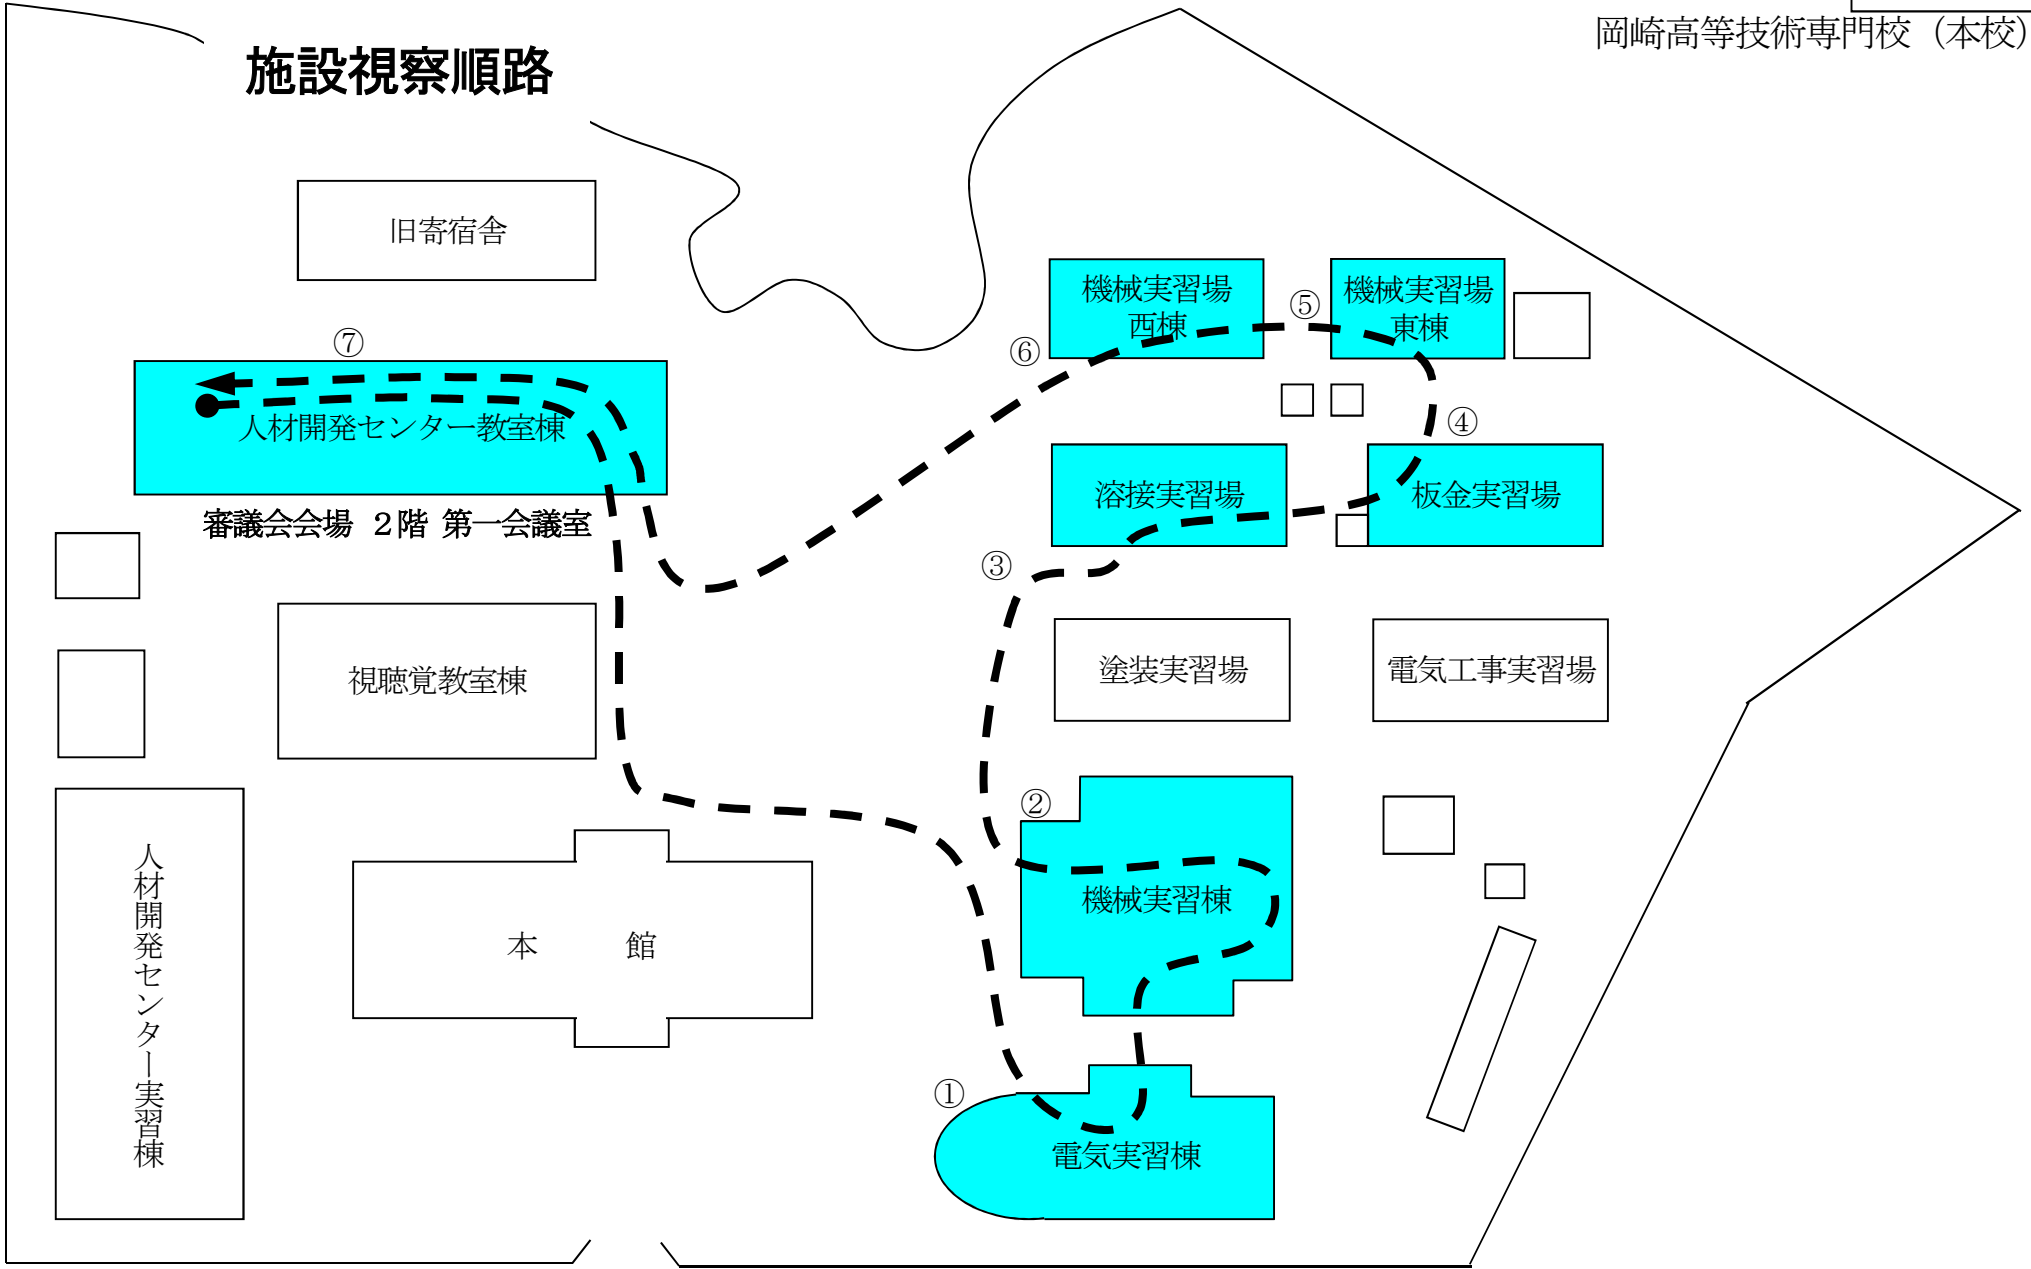 岡崎高等技術専門校（本校）
施設視察順路
旧寄宿舎
機械実習場
西棟
⑤
機械実習場
東棟
⑥
⑦
人材開発センター教室棟
審議会会場 2階 第一会議室
④
溶接実習場
板金実習場
③
視聴覚教室棟
塗装実習場
電気工事実習場
②
機械実習棟
人材開発センター実習棟
本 館
①
電気実習棟